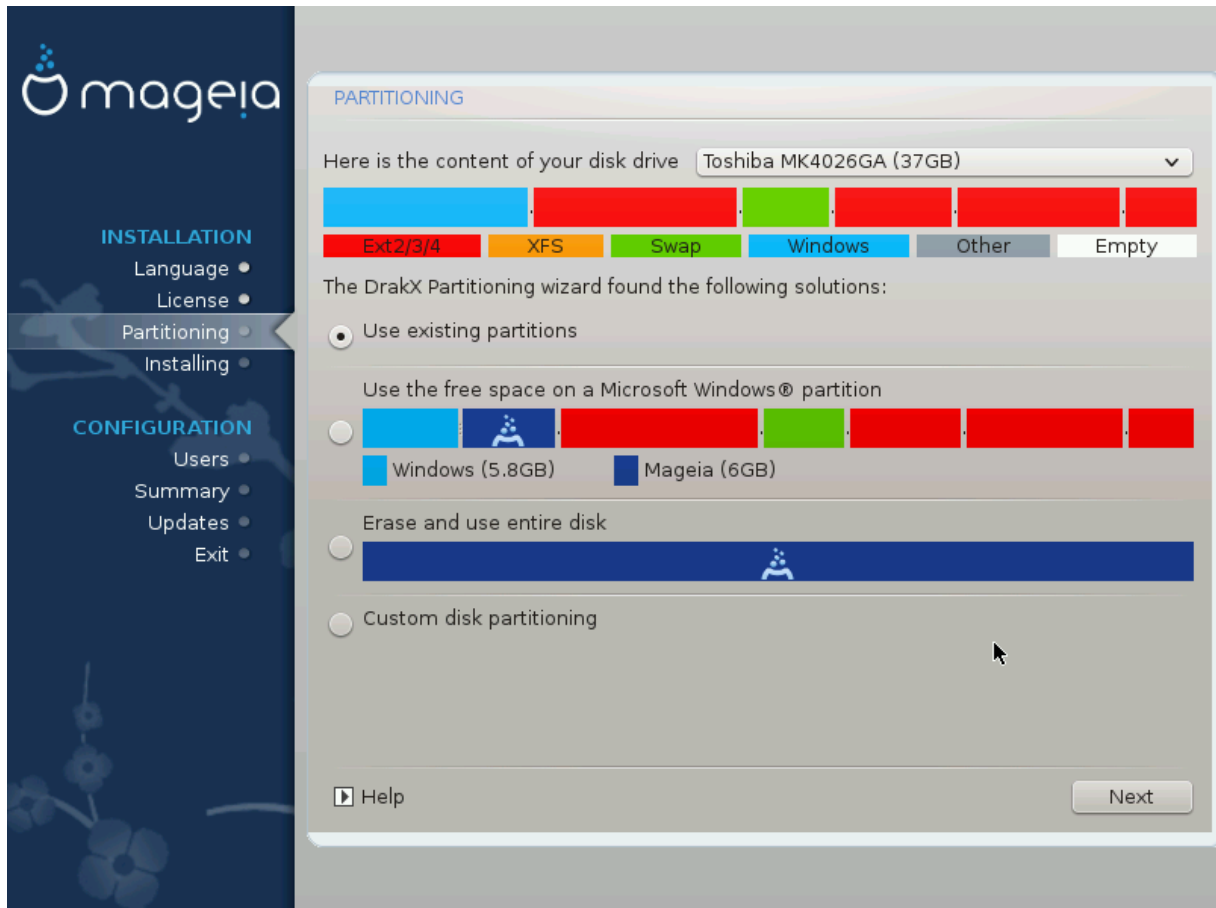 mageia
INSTALLATION
Language
License
Partitioning
Installing
CONFIGURATION
Users
Summary
Updates
Exit
PARTITIONING
Here is the content of your disk drive Toshiba MK4026GA (37GB)
Ext2/3/4 XFS Swap Windows Other Empty
The DrakX Partitioning wizard found the following solutions:
Use existing partitions
Use the free space on a Microsoft Windows® partition
Windows (5.8GB) Mageia (6GB)
Erase and use entire disk
Custom disk partitioning
Help Next